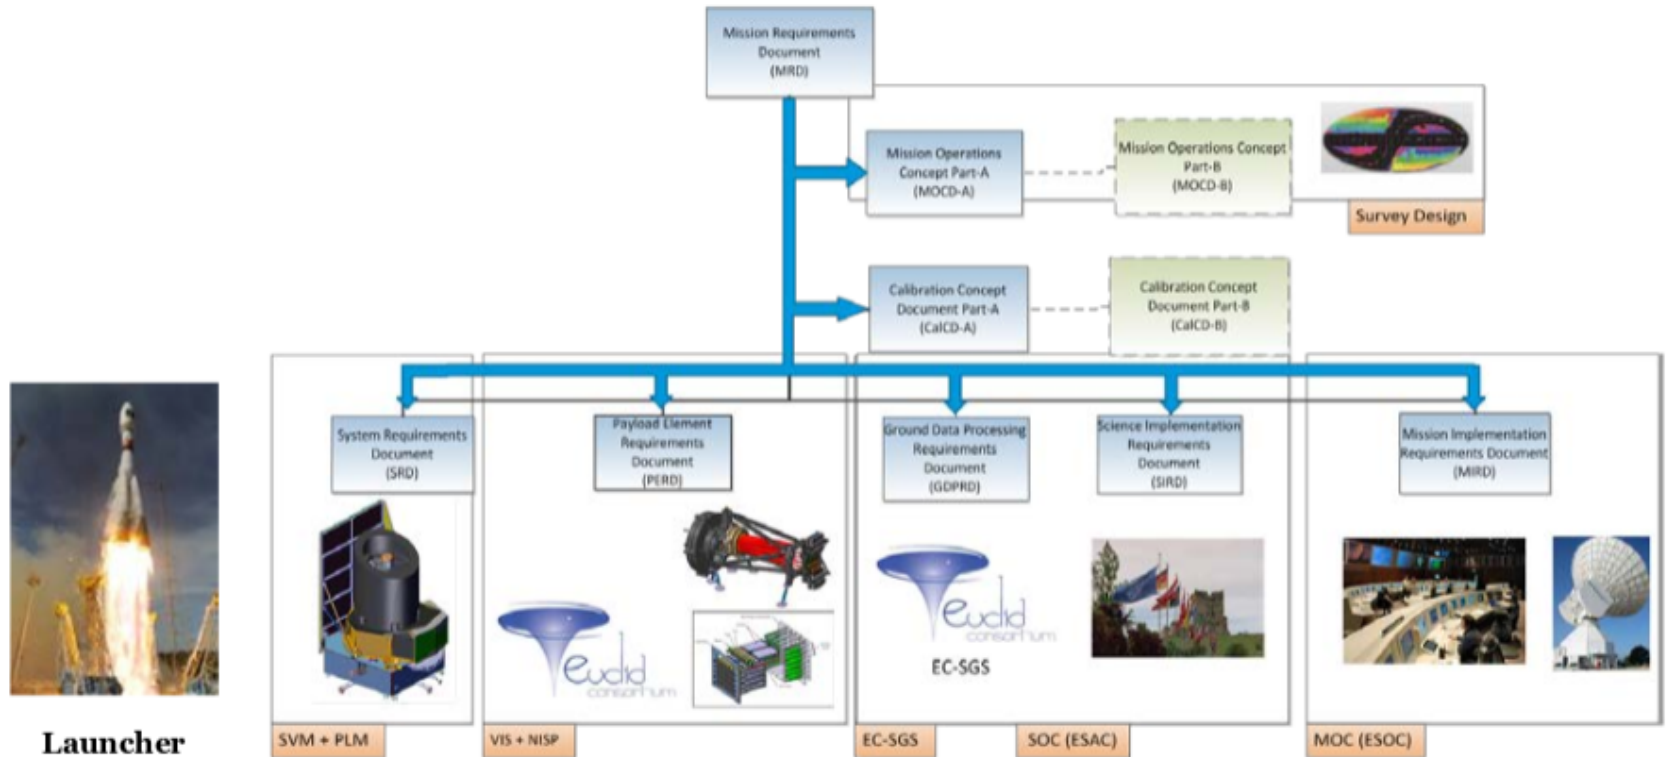 Mission Requirements
Document
(MRD)
Mission Operations
Concept Part-A
(MOCD-A)
Mission Operations Concept
Part-B
(MOCD-B)
Survey Design
Calibration Concept
Document Part-A
(CalCD-A)
Calibration Concept
Document Part-B
(CalCD-B)
System Requirements
Document
(SRD)
Payload Element
Requirements
Document
(PERD)
Ground Data Processing
Requirements
Document
(GDPRD)
Science Implementation
Requirements
Document
(SIRD)
Mission Implementation
Requirements Document
(MIRD)
euclid
consortium
euclid
consortium
EC-SGS
Launcher
SVM + PLM
VIS + NISP
EC-SGS
SOC (ESAC)
MOC (ESOC)